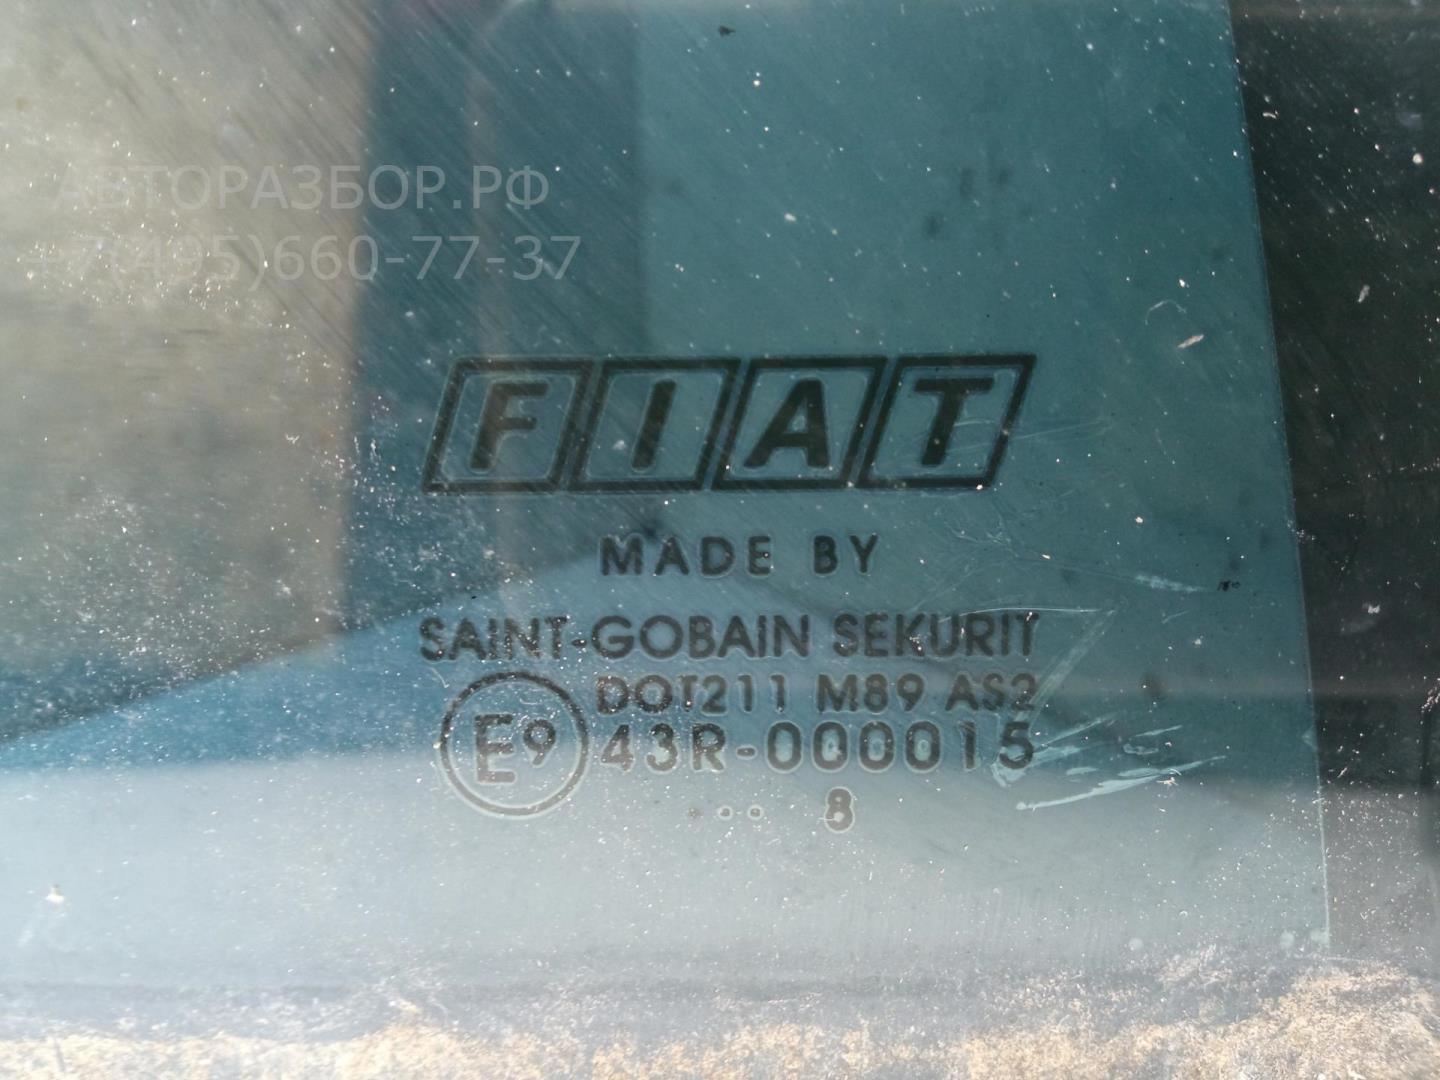 АВТОРАЗБОР.РФ
+7(495)660-77-37
FIAT
MADE BY
SAINT-GOBAIN SEKURIT
DOT211 M89 AS2
E9 43R-000015
... 8